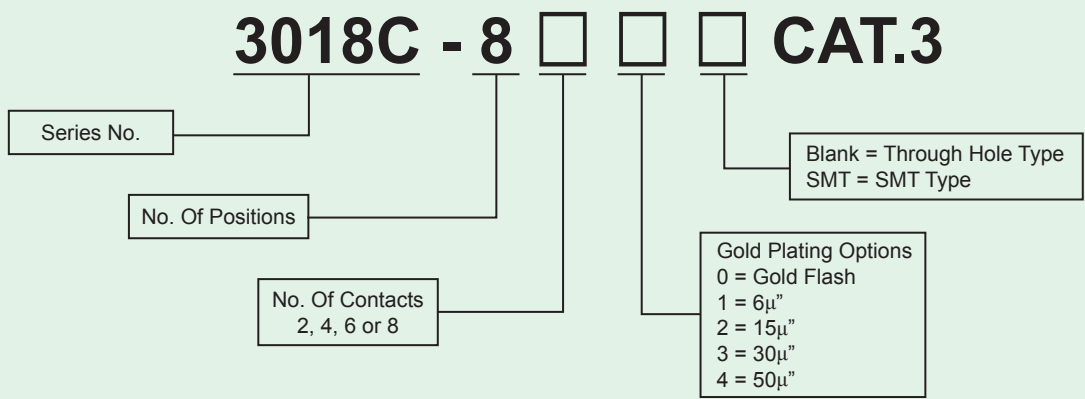 3018C - 8 □ □ □ CAT.3
Series No.
Blank = Through Hole Type
SMT = SMT Type
No. Of Positions
Gold Plating Options
0 = Gold Flash
1 = 6μ”
2 = 15μ”
3 = 30μ”
4 = 50μ”
No. Of Contacts
2, 4, 6 or 8